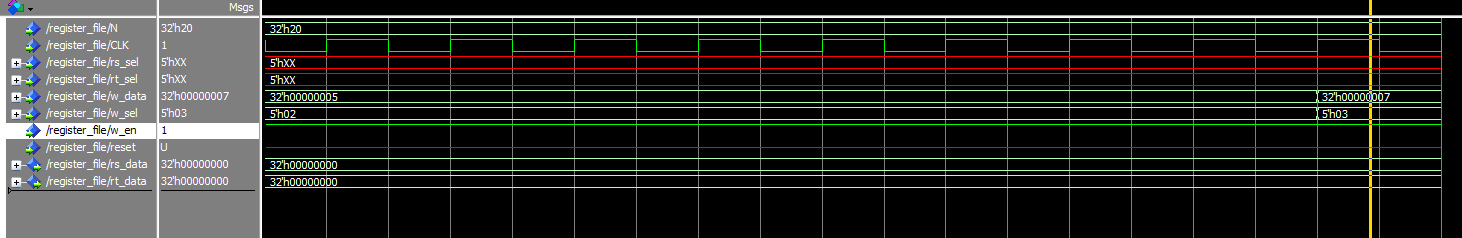 Msgs
/register_file/N 32'h20 32'h20
/register_file/CLK 1
/register_file/rs_sel 5'hXX 5'hXX
/register_file/rt_sel 5'hXX 5'hXX
/register_file/w_data 32'h00000007 32'h00000005 32'h00000007
/register_file/w_sel 5'h03 5'h02 5'h03
/register_file/w_en 1
/register_file/reset U
/register_file/rs_data 32'h00000000 32'h00000000
/register_file/rt_data 32'h00000000 32'h00000000